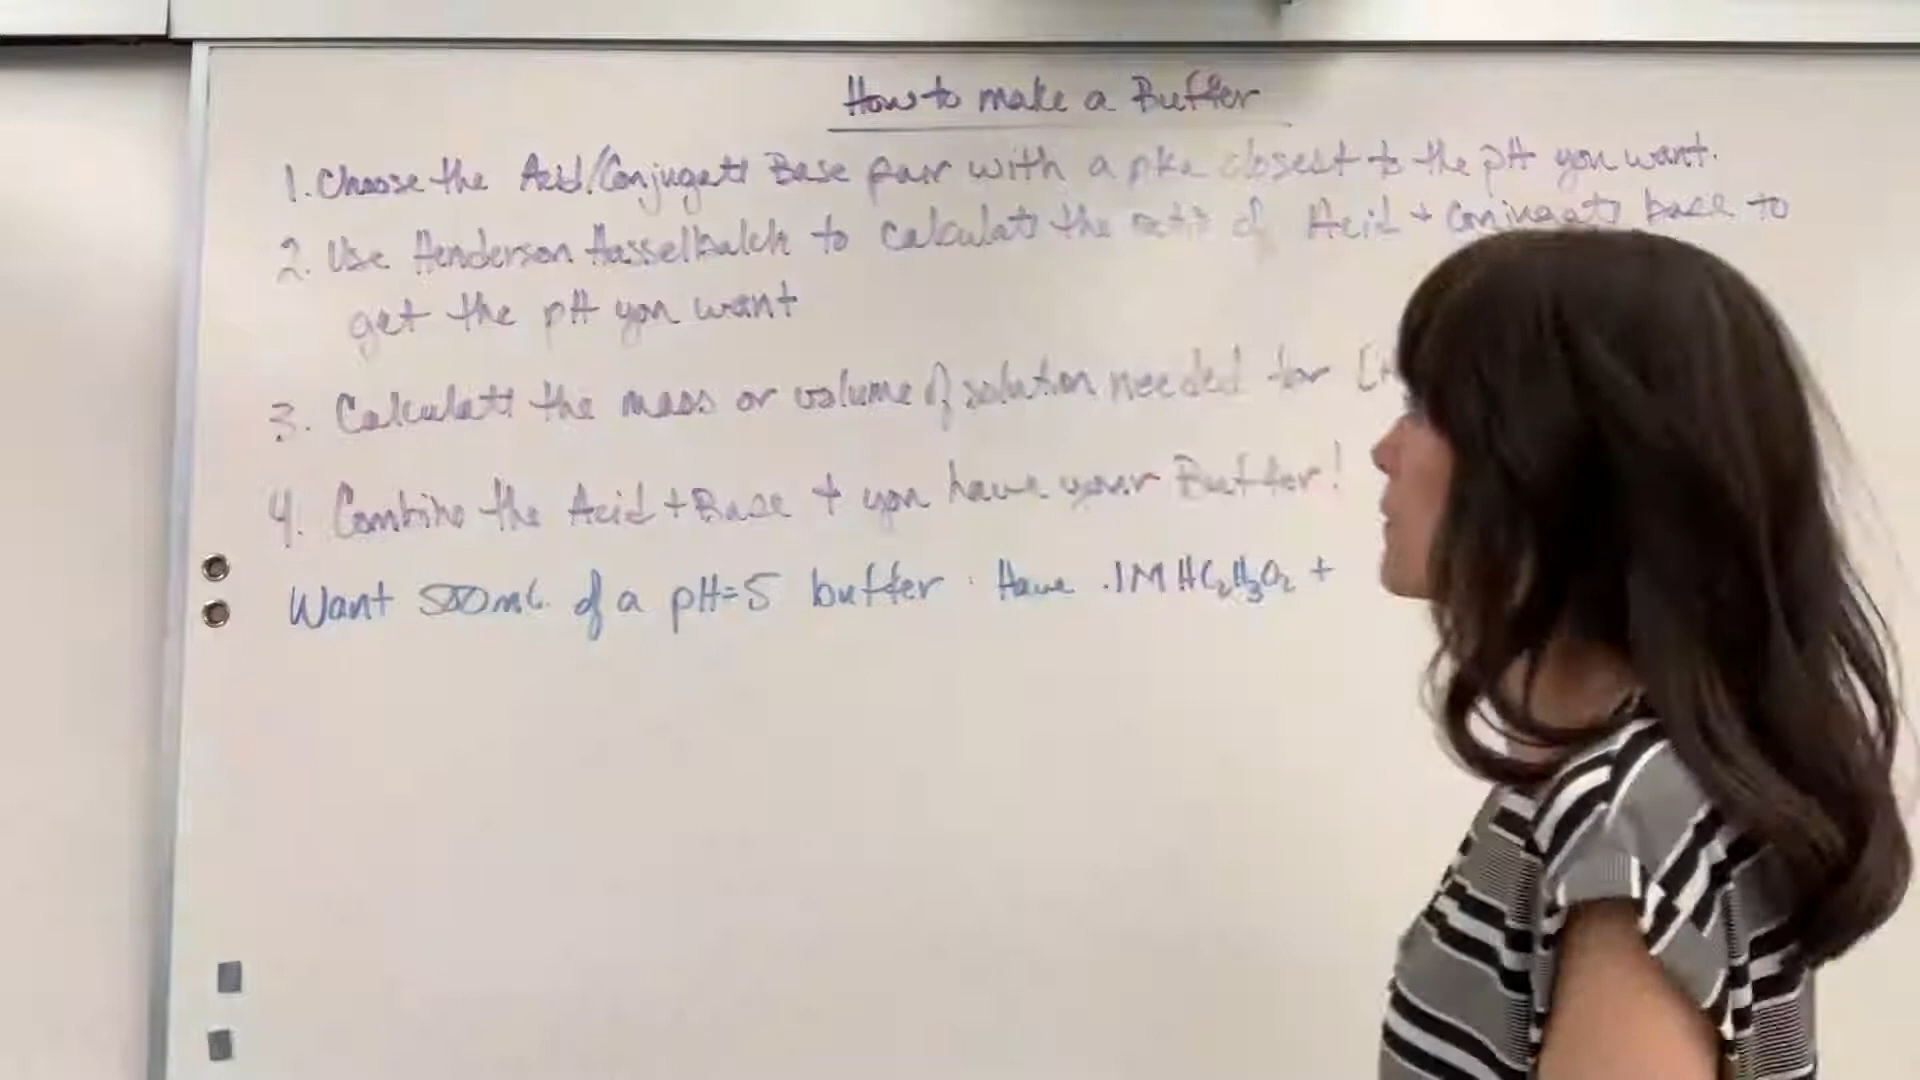 How to make a Buffer
1. Choose the Acid/Conjugate Base pair with a pka closest to the pH you want.
2. Use Henderson Hasselbalch to calculate the ratio of Acid + Conjugate base to
get the pH you want
3. Calculate the mass or volume of solution needed for
4. Combine the Acid + Base + you have your Buffer!
Want 500mL of a pH=5 buffer. Have .1M HC₂H₃O₂ +